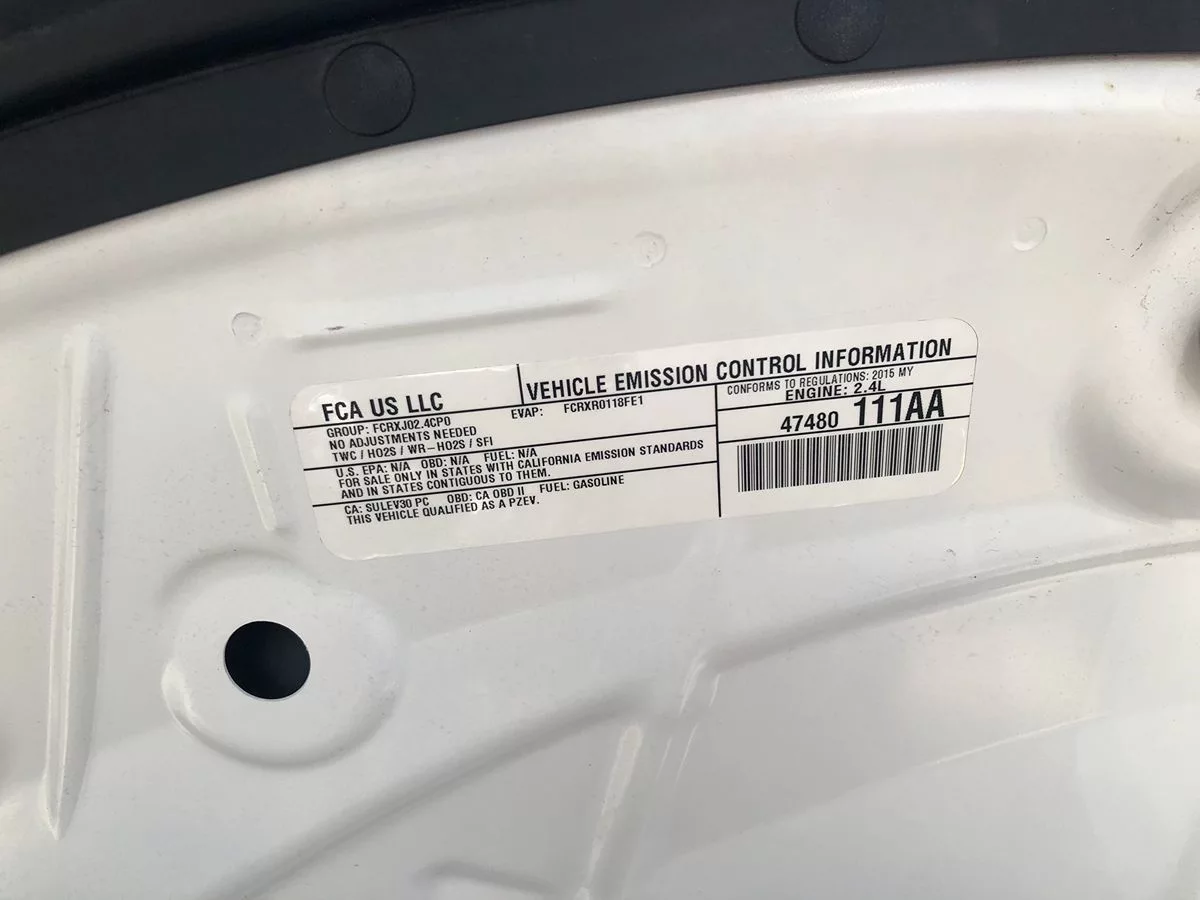 FCA US LLC
VEHICLE EMISSION CONTROL INFORMATION
GROUP: FCRXJ02.4CP0 EVAP: FCRXR0118FE1
NO ADJUSTMENTS NEEDED
TWC / HO2S / WR-HO2S / SFI
U.S. EPA: N/A OBD: N/A FUEL: N/A
FOR SALE ONLY IN STATES WITH CALIFORNIA EMISSION STANDARDS
AND IN STATES CONTIGUOUS TO THEM.
CA: SULEV30 PC OBD: CA OBD II FUEL: GASOLINE
THIS VEHICLE QUALIFIED AS A PZEV.
CONFORMS TO REGULATIONS: 2015 MY
ENGINE: 2.4L
47480 111AA